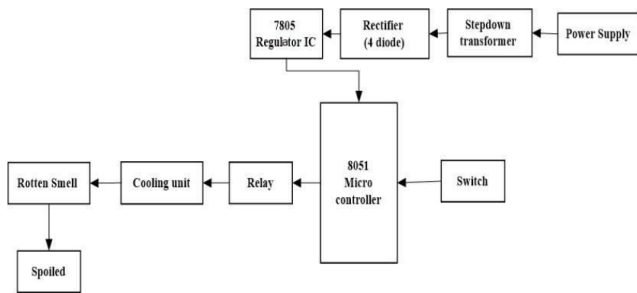 7805
Regulator IC
Rectifier
(4 diode)
Stepdown
transformer
Power Supply
8051
Micro
controller
Switch
Relay
Cooling unit
Rotten Smell
Spoiled